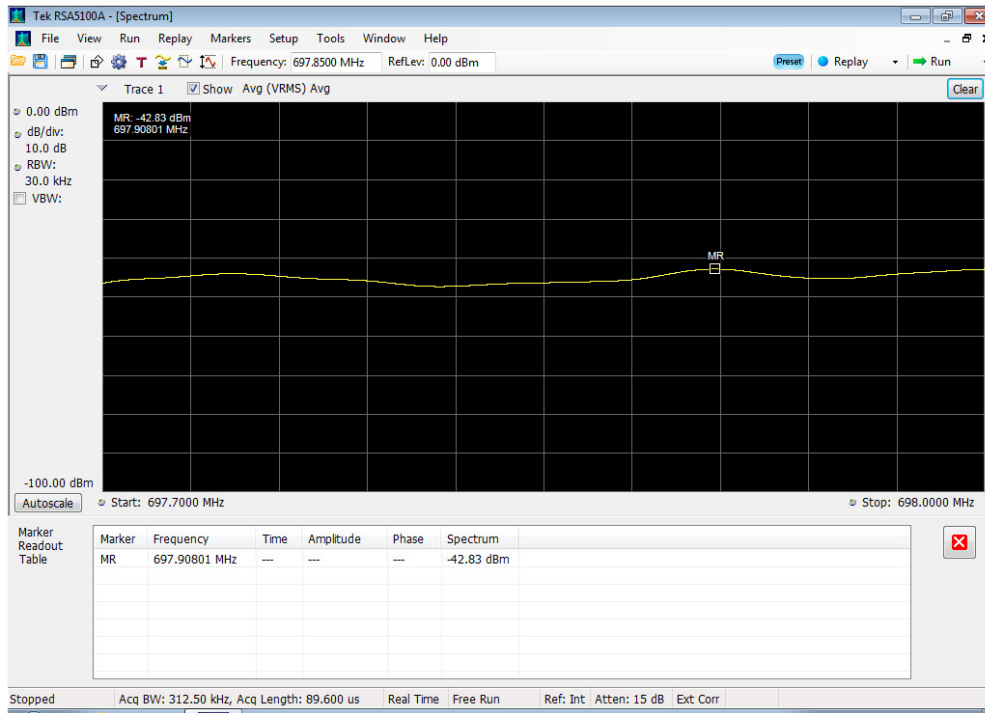 Tek RSA5100A - [Spectrum]
File View Run Replay Markers Setup Tools Window Help
T Frequency: 697.8500 MHz RefLev: 0.00 dBm Preset Replay Run
Trace 1 Show Avg (VRMS) Avg Clear
0.00 dBm
dB/div:
10.0 dB
RBW:
30.0 kHz
VBW:
MR: -42.83 dBm
697.90801 MHz
MR
-100.00 dBm
Autoscale Start: 697.7000 MHz Stop: 698.0000 MHz
Marker
Readout
Table
Marker Frequency Time Amplitude Phase Spectrum
MR 697.90801 MHz --- --- --- -42.83 dBm
Stopped Acq BW: 312.50 kHz, Acq Length: 89.600 us Real Time Free Run Ref: Int Atten: 15 dB Ext Corr